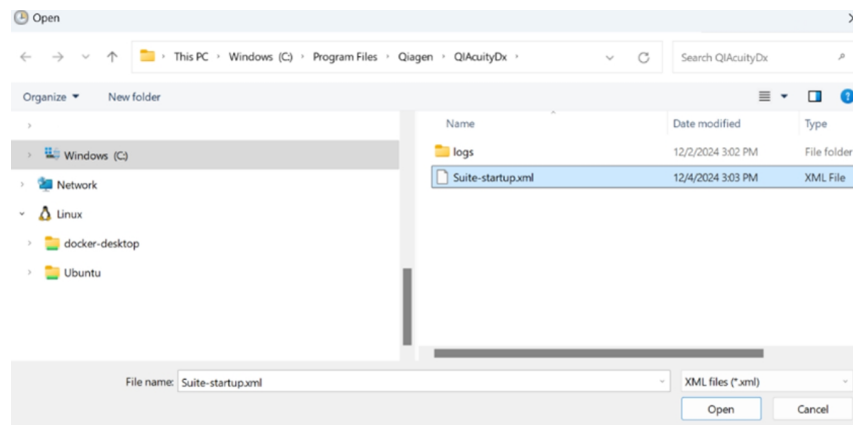 Open
This PC › Windows (C:) › Program Files › Qiagen › QIAcuityDx ›
Search QIAcuityDx
Organize
New folder
Name
Date modified
Type
Windows (C:)
logs
12/2/2024 3:02 PM
File folder
Suite-startup.xml
12/4/2024 3:03 PM
XML File
Network
Linux
docker-desktop
Ubuntu
File name: Suite-startup.xml
XML files (*.xml)
Open
Cancel